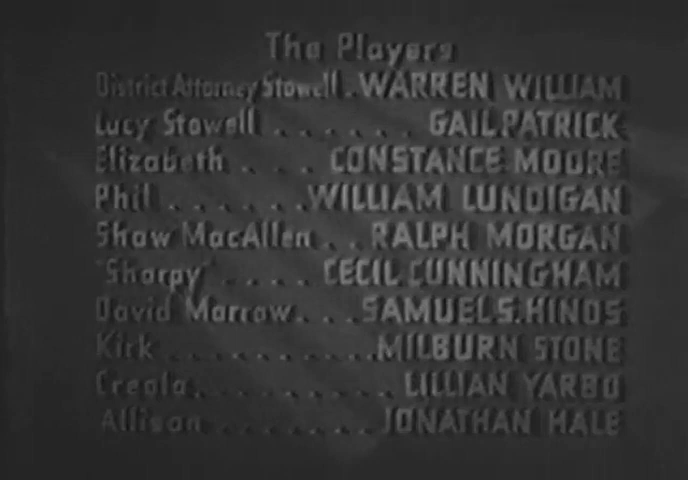 The Players
District Attorney Stowell . WARREN WILLIAM
Lucy Stowell . . . . . . GAIL PATRICK
Elizabeth . . . . CONSTANCE MOORE
Phil . . . . . . . WILLIAM LUNDIGAN
Shaw MacAllen . . RALPH MORGAN
"Sharpy" . . . . CECIL CUNNINGHAM
David Marrow. . . SAMUEL S. HINDS
Kirk . . . . . . . . . . MILBURN STONE
Creola. . . . . . . . . LILLIAN YARBO
Allison . . . . . . . . JONATHAN HALE